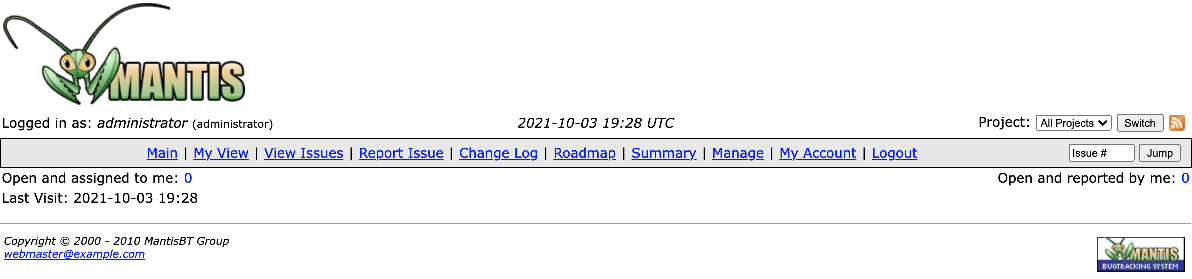 MANTIS
Logged in as: administrator (administrator) 2021-10-03 19:28 UTC Project: All Projects Switch
Main | My View | View Issues | Report Issue | Change Log | Roadmap | Summary | Manage | My Account | Logout Issue # Jump
Open and assigned to me: 0 Open and reported by me: 0
Last Visit: 2021-10-03 19:28
Copyright © 2000 - 2010 MantisBT Group
webmaster@example.com
MANTIS
BUGTRACKING SYSTEM